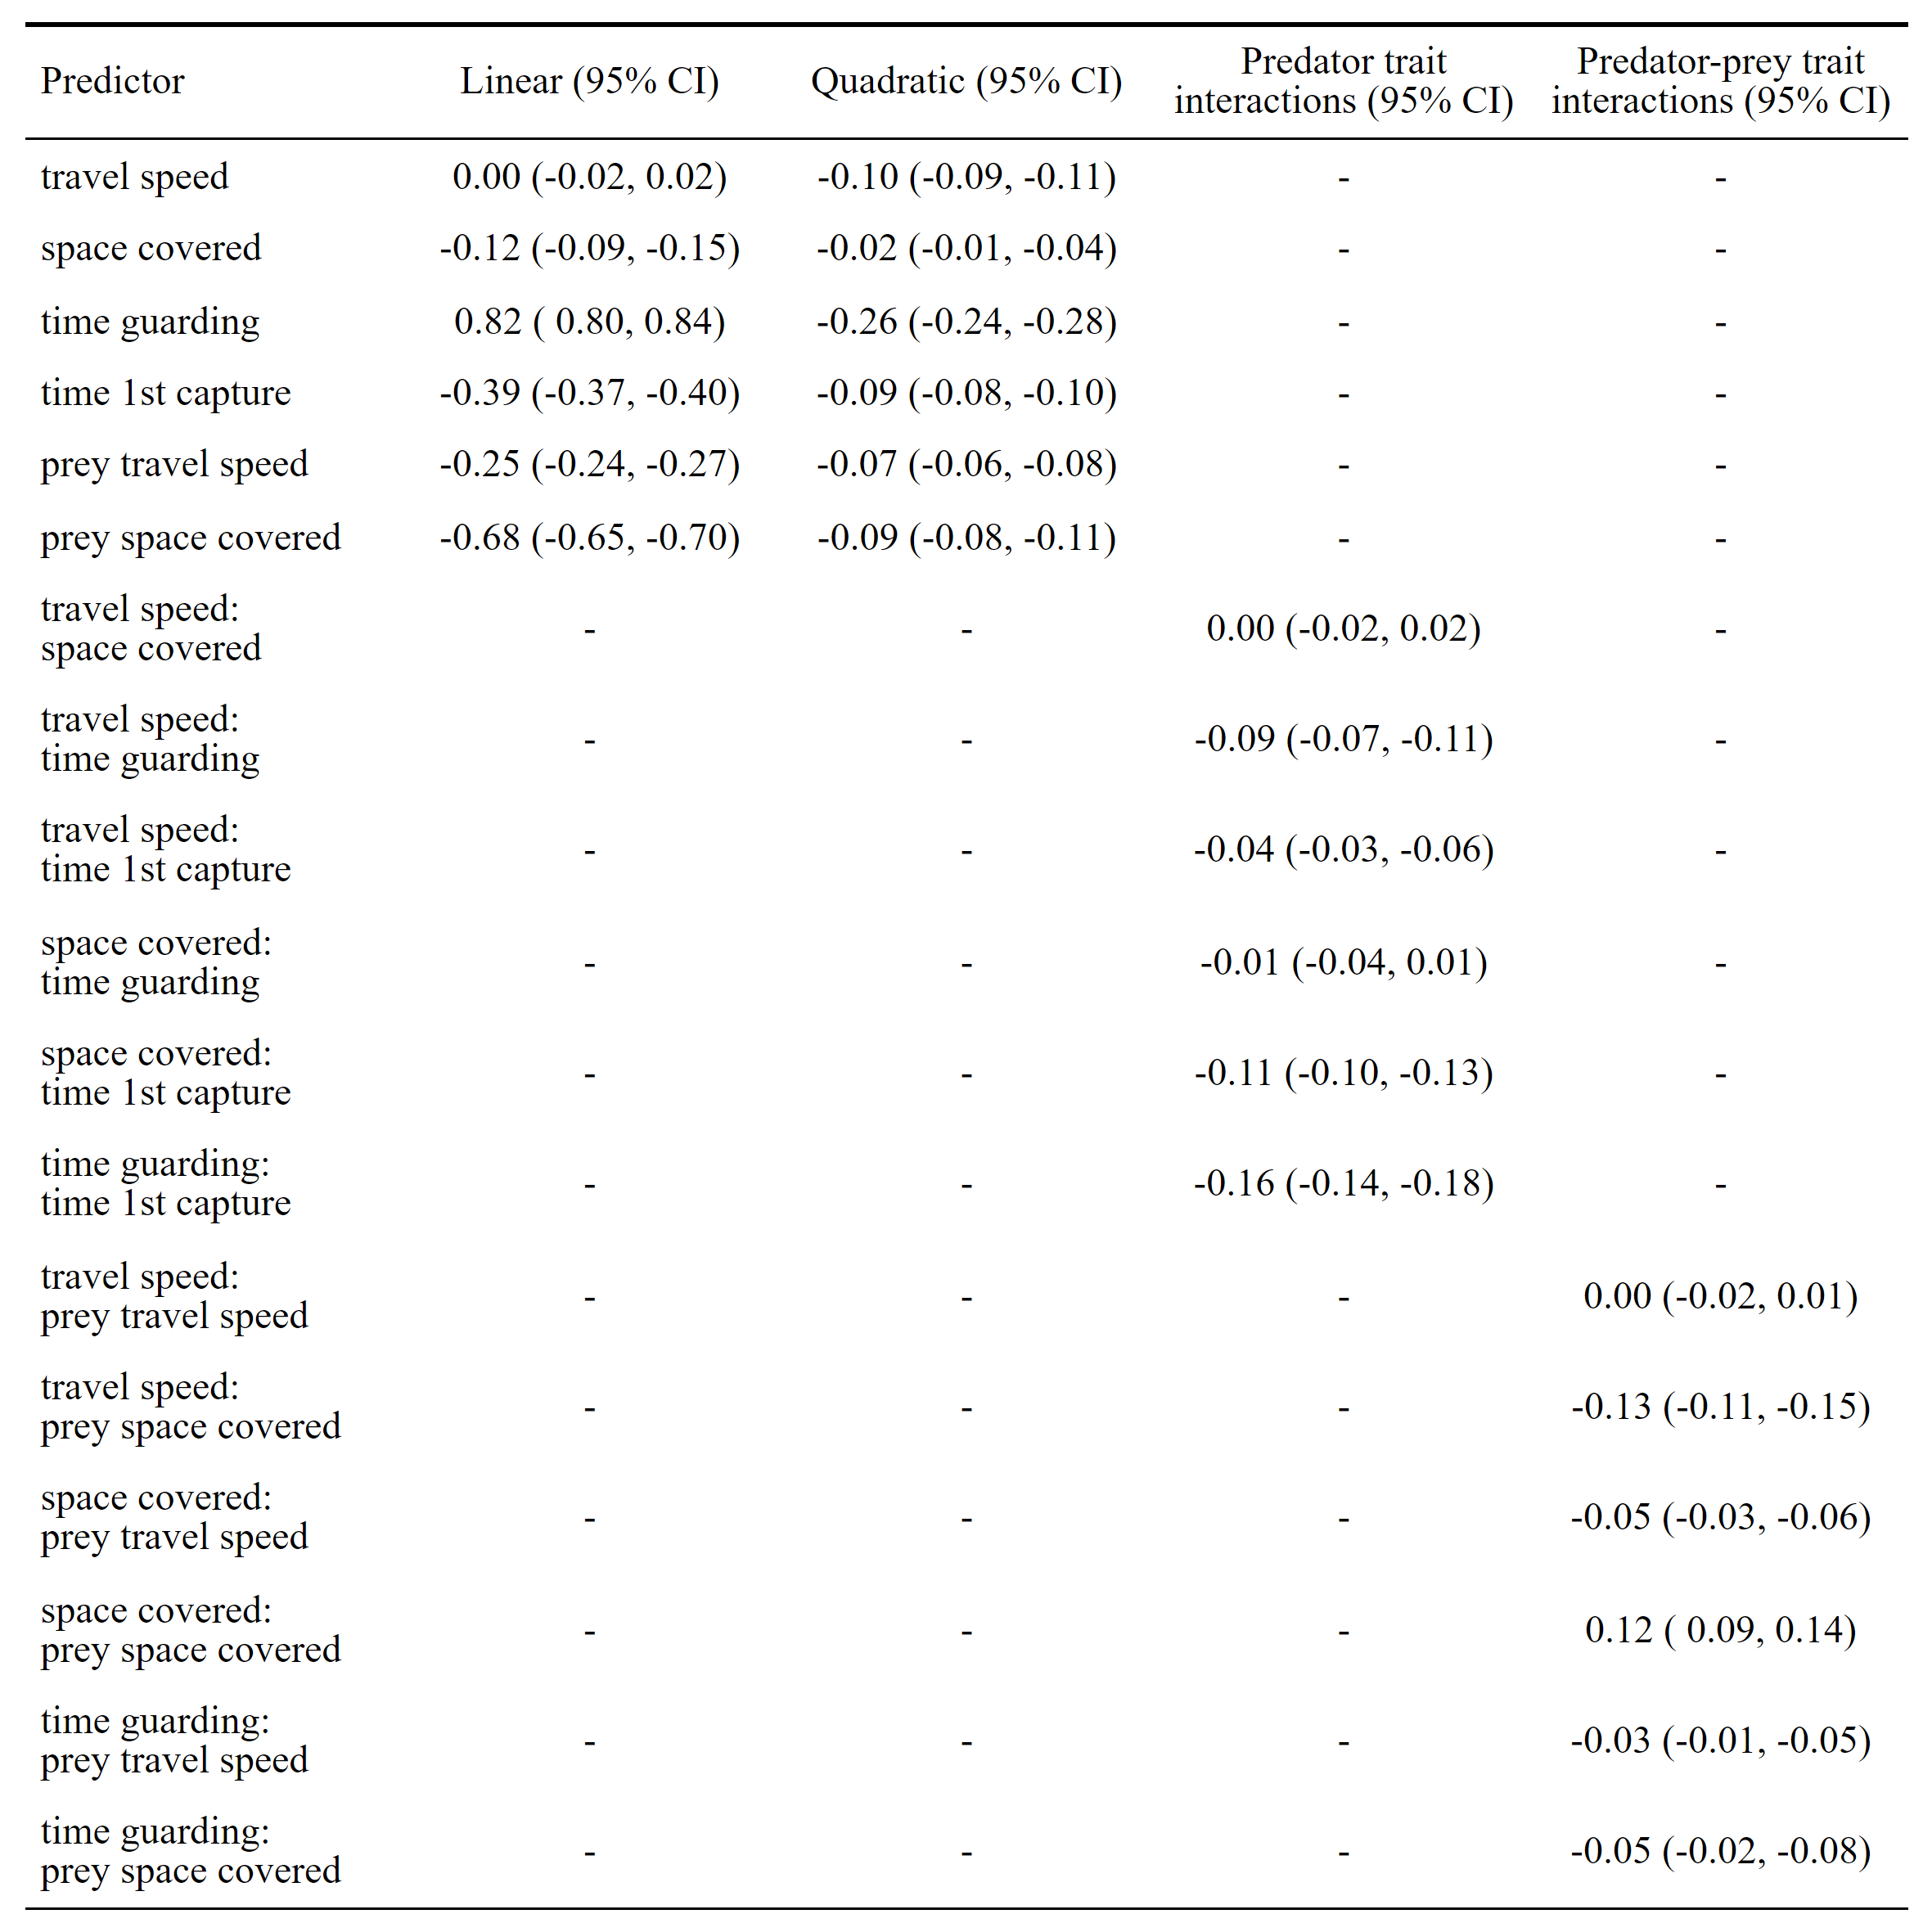 Predictor Linear (95% CI) Quadratic (95% CI) Predator trait interactions (95% CI) Predator-prey trait interactions (95% CI)
travel speed 0.00 (-0.02, 0.02) -0.10 (-0.09, -0.11) - -
space covered -0.12 (-0.09, -0.15) -0.02 (-0.01, -0.04) - -
time guarding 0.82 ( 0.80, 0.84) -0.26 (-0.24, -0.28) - -
time 1st capture -0.39 (-0.37, -0.40) -0.09 (-0.08, -0.10) - -
prey travel speed -0.25 (-0.24, -0.27) -0.07 (-0.06, -0.08) - -
prey space covered -0.68 (-0.65, -0.70) -0.09 (-0.08, -0.11) - -
travel speed:
space covered - - 0.00 (-0.02, 0.02) -
travel speed:
time guarding - - -0.09 (-0.07, -0.11) -
travel speed:
time 1st capture - - -0.04 (-0.03, -0.06) -
space covered:
time guarding - - -0.01 (-0.04, 0.01) -
space covered:
time 1st capture - - -0.11 (-0.10, -0.13) -
time guarding:
time 1st capture - - -0.16 (-0.14, -0.18) -
travel speed:
prey travel speed - - - 0.00 (-0.02, 0.01)
travel speed:
prey space covered - - - -0.13 (-0.11, -0.15)
space covered:
prey travel speed - - - -0.05 (-0.03, -0.06)
space covered:
prey space covered - - - 0.12 ( 0.09, 0.14)
time guarding:
prey travel speed - - - -0.03 (-0.01, -0.05)
time guarding:
prey space covered - - - -0.05 (-0.02, -0.08)